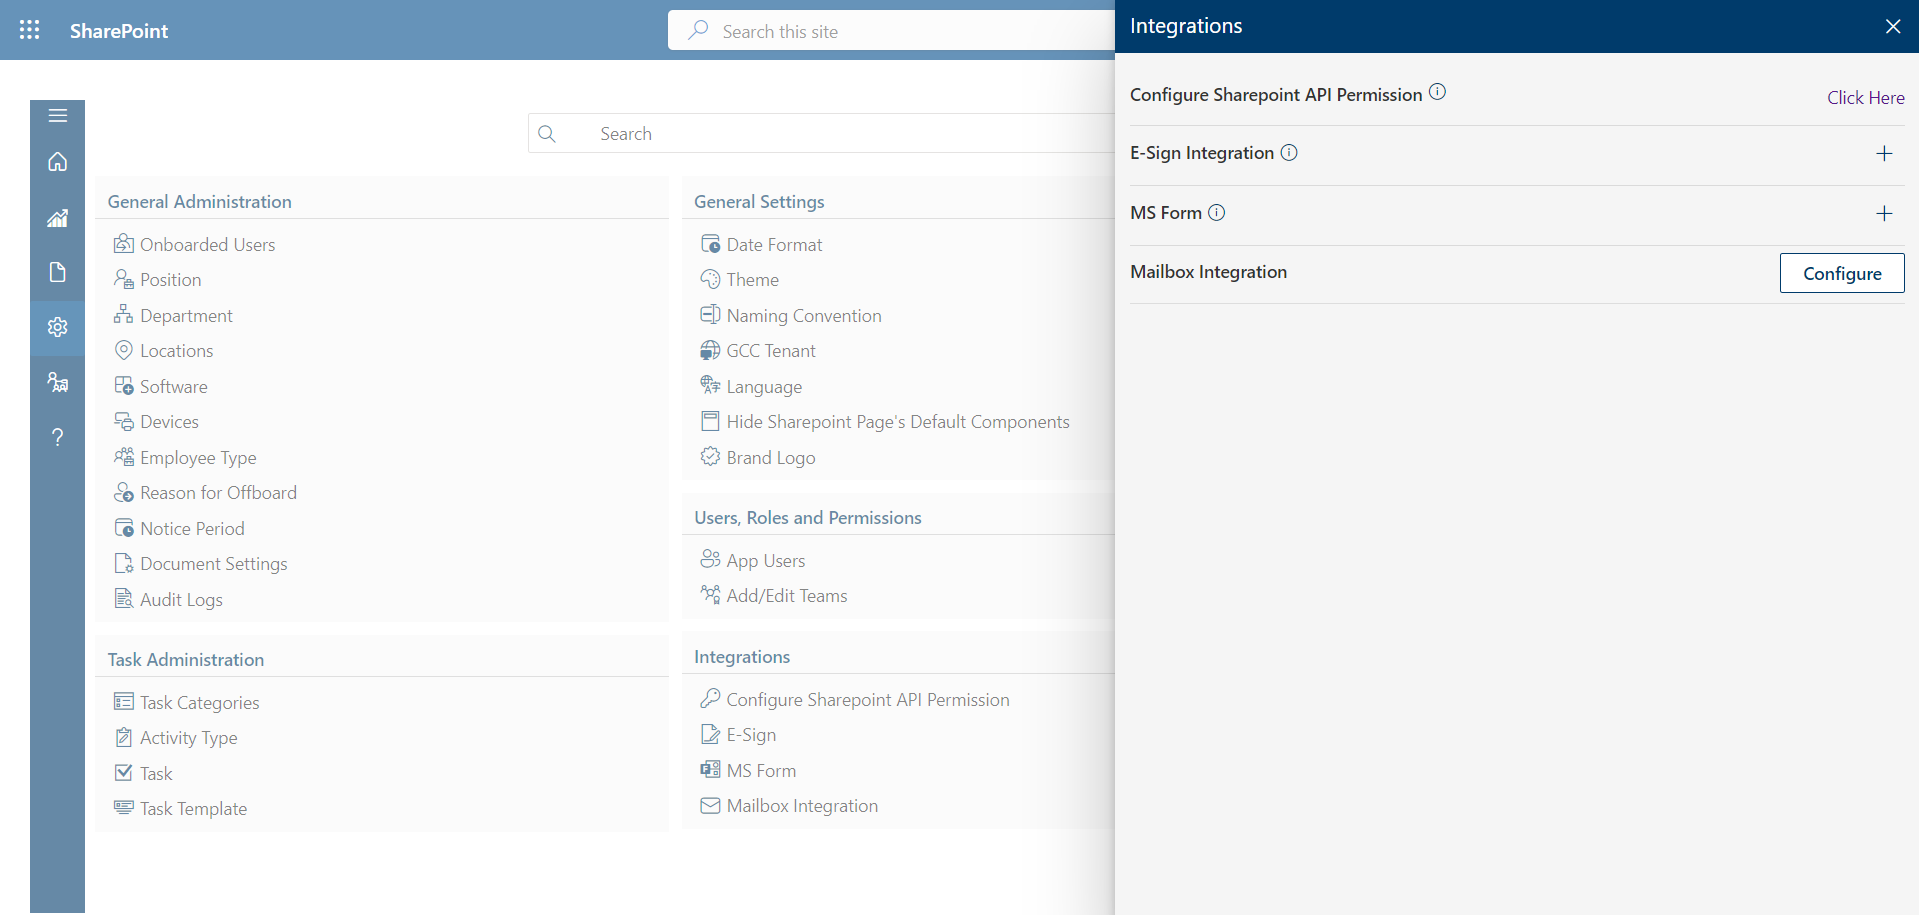 SharePoint
Search this site
Integrations
Configure Sharepoint API Permission
Click Here
E-Sign Integration
MS Form
Mailbox Integration
Configure
Search
General Administration
Onboarded Users
Position
Department
Locations
Software
Devices
Employee Type
Reason for Offboard
Notice Period
Document Settings
Audit Logs
Task Administration
Task Categories
Activity Type
Task
Task Template
General Settings
Date Format
Theme
Naming Convention
GCC Tenant
Language
Hide Sharepoint Page's Default Components
Brand Logo
Users, Roles and Permissions
App Users
Add/Edit Teams
Integrations
Configure Sharepoint API Permission
E-Sign
MS Form
Mailbox Integration